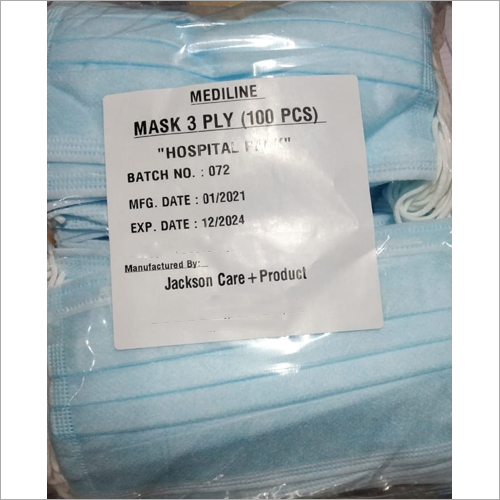 MEDILINE
MASK 3 PLY (100 PCS)
"HOSPITAL PACK"
BATCH NO. : 072
MFG. DATE : 01/2021
EXP. DATE : 12/2024
Manufactured By:
Jackson Care+Product